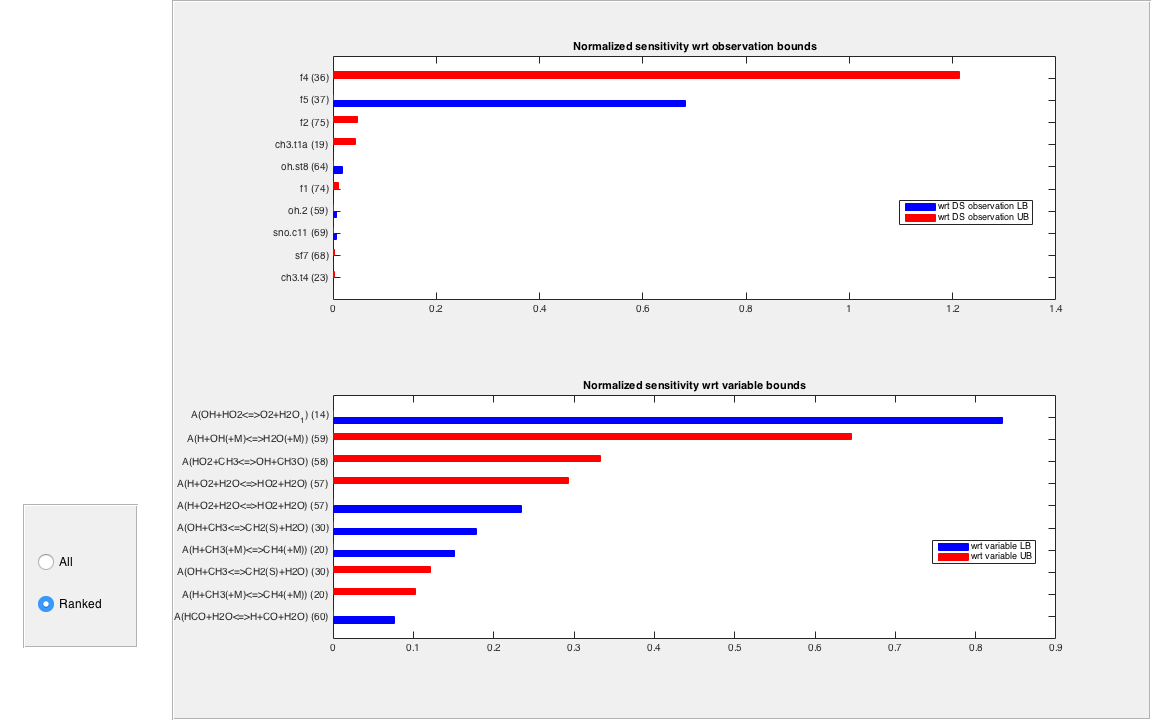 Normalized sensitivity wrt observation bounds
f4 (36)
f5 (37)
f2 (75)
ch3.t1a (19)
oh.st8 (64)
f1 (74)
oh.2 (59)
sno.c11 (69)
sf7 (68)
ch3.t4 (23)
wrt DS observation LB
wrt DS observation UB
0 0.2 0.4 0.6 0.8 1 1.2 1.4
Normalized sensitivity wrt variable bounds
A(OH+HO2<=>O2+H2O₁) (14)
A(H+OH(+M)<=>H2O(+M)) (59)
A(HO2+CH3<=>OH+CH3O) (58)
A(H+O2+H2O<=>HO2+H2O) (57)
A(H+O2+H2O<=>HO2+H2O) (57)
A(OH+CH3<=>CH2(S)+H2O) (30)
A(H+CH3(+M)<=>CH4(+M)) (20)
A(OH+CH3<=>CH2(S)+H2O) (30)
A(H+CH3(+M)<=>CH4(+M)) (20)
A(HCO+H2O<=>H+CO+H2O) (60)
wrt variable LB
wrt variable UB
0 0.1 0.2 0.3 0.4 0.5 0.6 0.7 0.8 0.9
All
Ranked